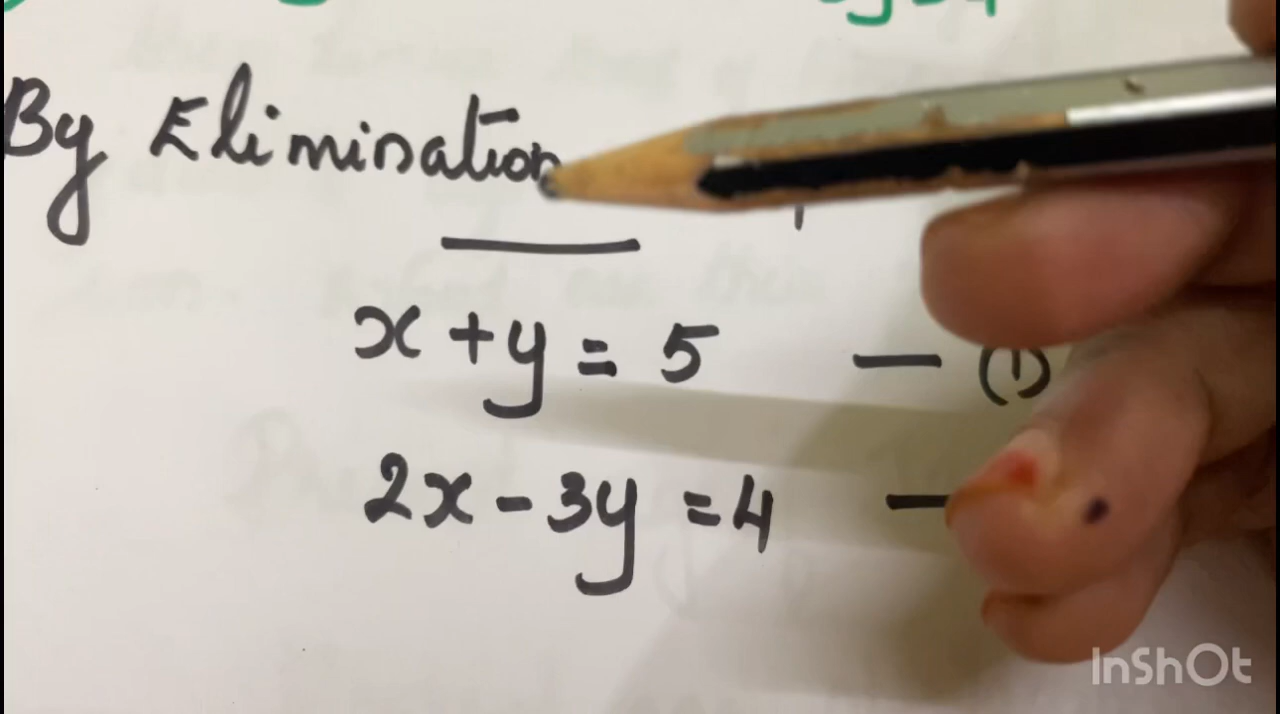 By Elimination
x + y = 5 — (1)
2x - 3y = 4 —
InShOt